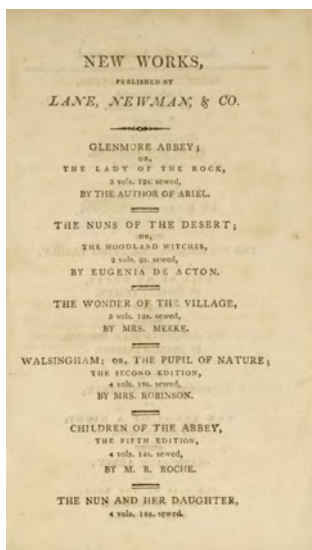 NEW WORKS,
PUBLISHED BY
LANE, NEWMAN, & CO.
GLENMORE ABBEY;
OR,
THE LADY OF THE ROCK,
3 vols. 12s. sewed,
BY THE AUTHOR OF ARIEL.
THE NUNS OF THE DESERT;
OR,
THE WOODLAND WITCHES,
2 vols. 9s. sewed,
BY EUGENIA DE ACTON.
THE WONDER OF THE VILLAGE,
3 vols. 12s. sewed,
BY MRS. MEEKE.
WALSINGHAM; OR, THE PUPIL OF NATURE;
THE SECOND EDITION,
4 vols. 18s. sewed,
BY MRS. ROBINSON.
CHILDREN OF THE ABBEY,
THE FIFTH EDITION,
4 vols. 14s. sewed,
BY M. R. ROCHE.
THE NUN AND HER DAUGHTER,
4 vols. 18s. sewed.